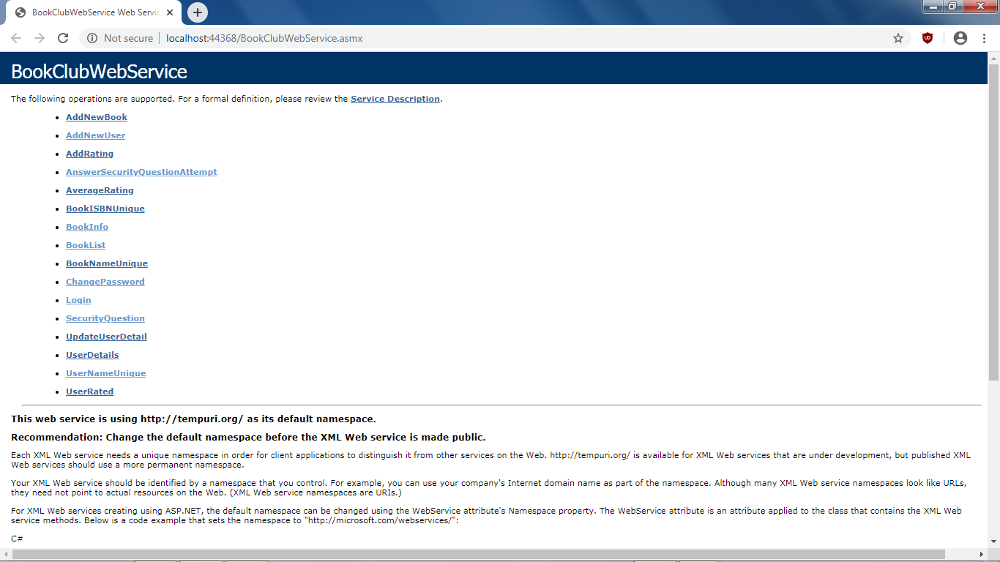 BookClubWebService Web Servic
Not secure
localhost:44368/BookClubWebService.asmx
BookClubWebService
The following operations are supported. For a formal definition, please review the Service Description.
AddNewBook
AddNewUser
AddRating
AnswerSecurityQuestionAttempt
AverageRating
BookISBNUnique
BookInfo
BookList
BookNameUnique
ChangePassword
Login
SecurityQuestion
UpdateUserDetail
UserDetails
UserNameUnique
UserRated
This web service is using http://tempuri.org/ as its default namespace.
Recommendation: Change the default namespace before the XML Web service is made public.
Each XML Web service needs a unique namespace in order for client applications to distinguish it from other services on the Web. http://tempuri.org/ is available for XML Web services that are under development, but published XML
Web services should use a more permanent namespace.
Your XML Web service should be identified by a namespace that you control. For example, you can use your company's Internet domain name as part of the namespace. Although many XML Web service namespaces look like URLs,
they need not point to actual resources on the Web. (XML Web service namespaces are URIs.)
For XML Web services creating using ASP.NET, the default namespace can be changed using the WebService attribute's Namespace property. The WebService attribute is an attribute applied to the class that contains the XML Web
service methods. Below is a code example that sets the namespace to "http://microsoft.com/webservices/":
C#